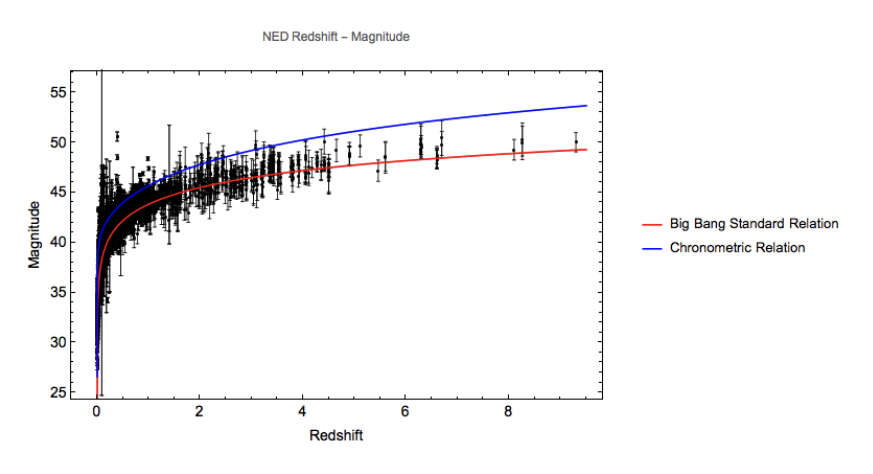 NED Redshift – Magnitude
55
50
45
40
35
30
25
Magnitude
0 2 4 6 8
Redshift
Big Bang Standard Relation
Chronometric Relation